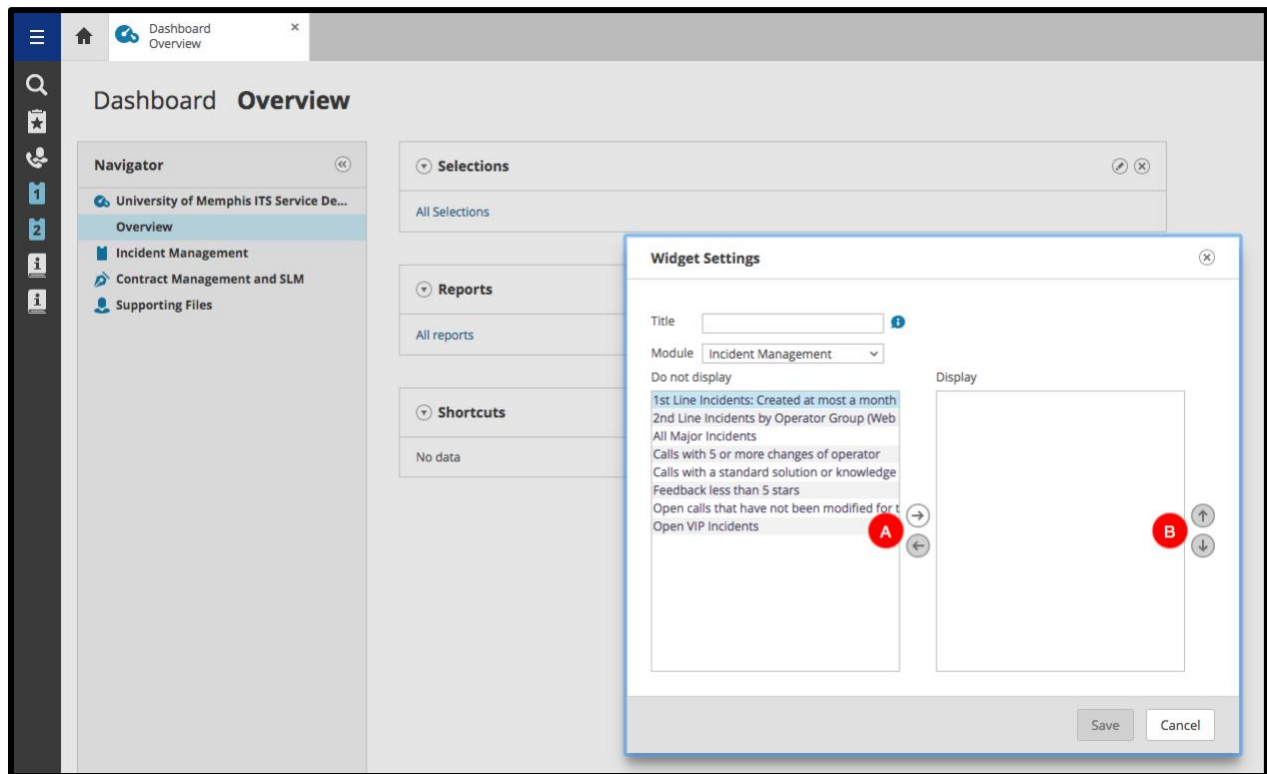 Dashboard
Overview
Dashboard Overview
1
2
Navigator
University of Memphis ITS Service De...
Overview
Incident Management
Contract Management and SLM
Supporting Files
Selections
All Selections
Reports
All reports
Shortcuts
No data
Widget Settings
Title
Module Incident Management
Do not display
1st Line Incidents: Created at most a month
2nd Line Incidents by Operator Group (Web
All Major Incidents
Calls with 5 or more changes of operator
Calls with a standard solution or knowledge
Feedback less than 5 stars
Open calls that have not been modified for t
Open VIP Incidents
A
Display
B
Save Cancel